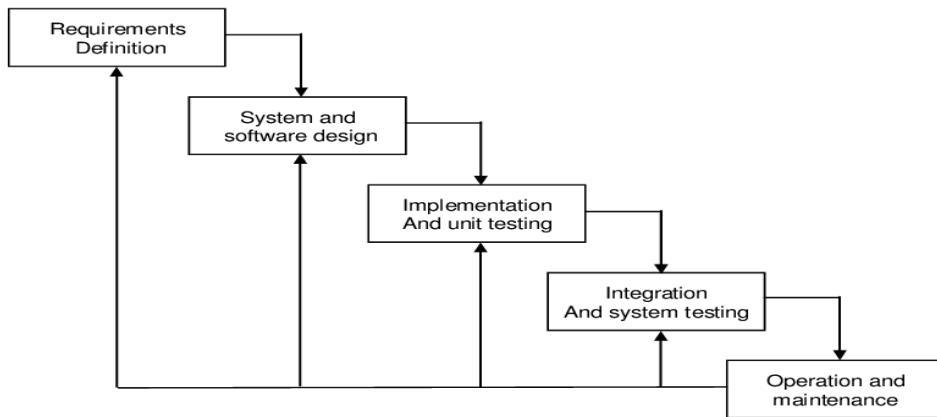 Requirements
Definition
System and
software design
Implementation
And unit testing
Integration
And system testing
Operation and
maintenance